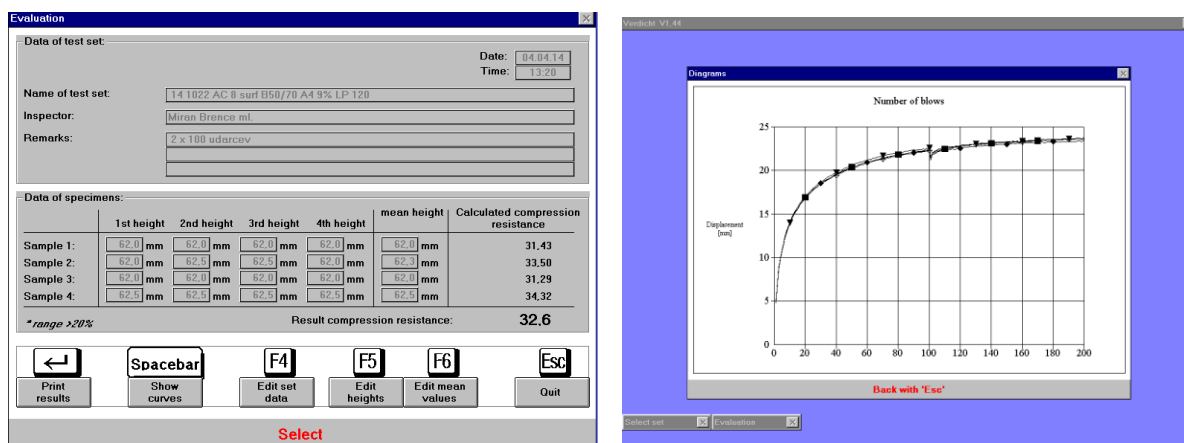 Evaluation
Data of test set:
Date: 04.04.14
Time: 13:20
Name of test set: 14 1022 AC 8 surf B50/70 A4 9% LP 120
Inspector: Miran Brence ml.
Remarks: 2 x 100 udarcev
Data of specimens:
1st height 2nd height 3rd height 4th height mean height Calculated compression resistance
Sample 1: 62,0 mm 62,0 mm 62,0 mm 62,0 mm 62,0 mm 31,43
Sample 2: 62,0 mm 62,5 mm 62,0 mm 62,5 mm 62,3 mm 33,50
Sample 3: 62,0 mm 62,0 mm 62,0 mm 62,0 mm 62,0 mm 31,29
Sample 4: 62,5 mm 62,5 mm 62,5 mm 62,5 mm 62,5 mm 34,32
* range >20% Result compression resistance: 32.6
Spacebar F4 F5 F6 Esc
Print results Show curves Edit set data Edit heights Edit mean values Quit
Select
Verdicht V1,44
Diagrams
Number of blows
25
20
15
Displacement
[mm]
10
5
0
0 20 40 60 80 100 120 140 160 180 200
Back with 'Esc'
Select set Evaluation